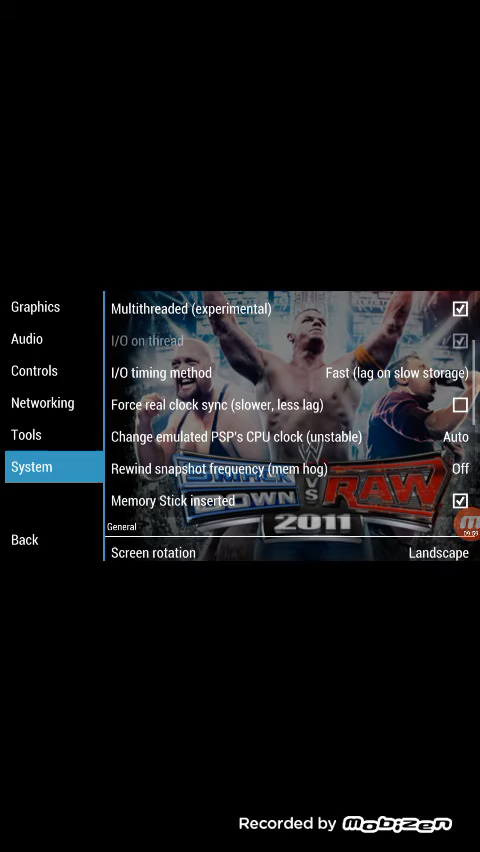 Graphics
Audio
Controls
Networking
Tools
System
Back
Multithreaded (experimental)
I/O on thread
I/O timing method Fast (lag on slow storage)
Force real clock sync (slower, less lag)
Change emulated PSP's CPU clock (unstable) Auto
Rewind snapshot frequency (mem hog) Off
Memory Stick inserted
General
Screen rotation Landscape
SMACK
DOWN VS RAW
2011
09:59
Recorded by Mobizen